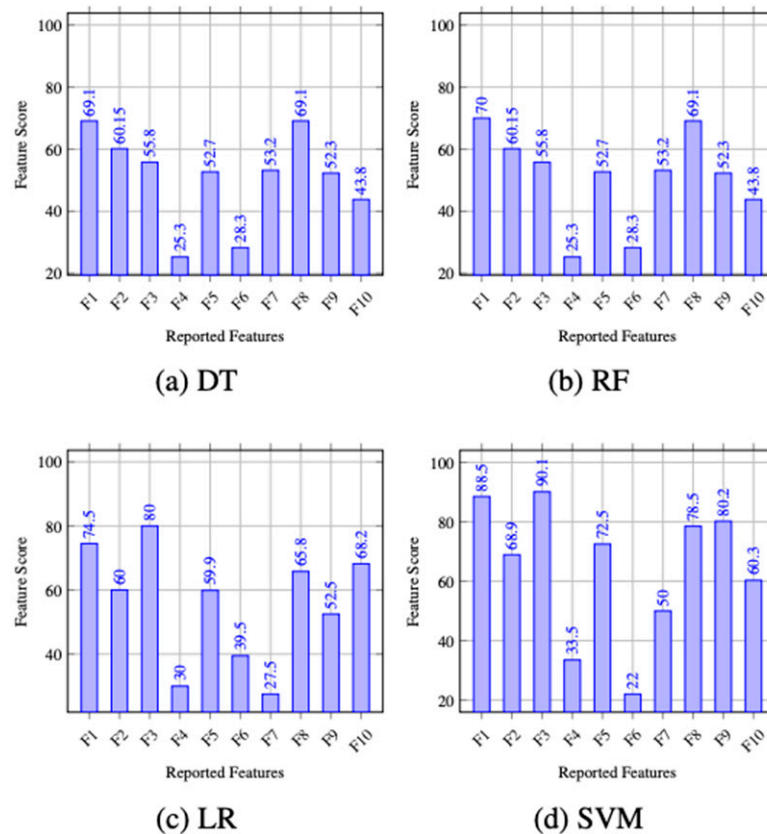 100
80
60
40
20
Feature Score
69.1
60.15
55.8
25.3
52.7
28.3
53.2
69.1
52.3
43.8
F1
F2
F3
F4
F5
F6
F7
F8
F9
F10
Reported Features
(a) DT
100
80
60
40
20
Feature Score
70
60.15
55.8
25.3
52.7
28.3
53.2
69.1
52.3
43.8
F1
F2
F3
F4
F5
F6
F7
F8
F9
F10
Reported Features
(b) RF
100
80
60
40
Feature Score
74.5
60
80
30
59.9
39.5
27.5
65.8
52.5
68.2
F1
F2
F3
F4
F5
F6
F7
F8
F9
F10
Reported Features
(c) LR
100
80
60
40
20
Feature Score
88.5
68.9
90.1
33.5
72.5
22
50
78.5
80.2
60.3
F1
F2
F3
F4
F5
F6
F7
F8
F9
F10
Reported Features
(d) SVM